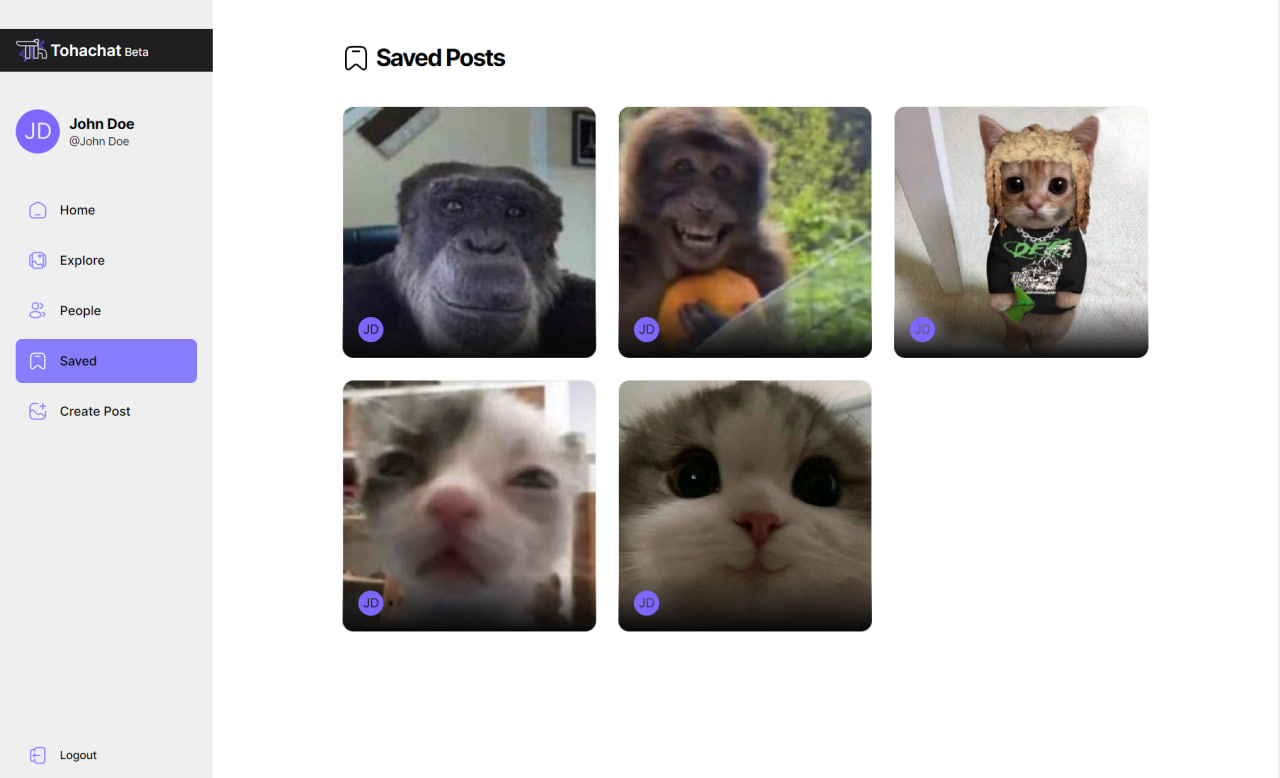 Tohachat Beta
JD
John Doe
@John Doe
Home
Explore
People
Saved
Create Post
Logout
Saved Posts
JD
JD
JD
JD
JD